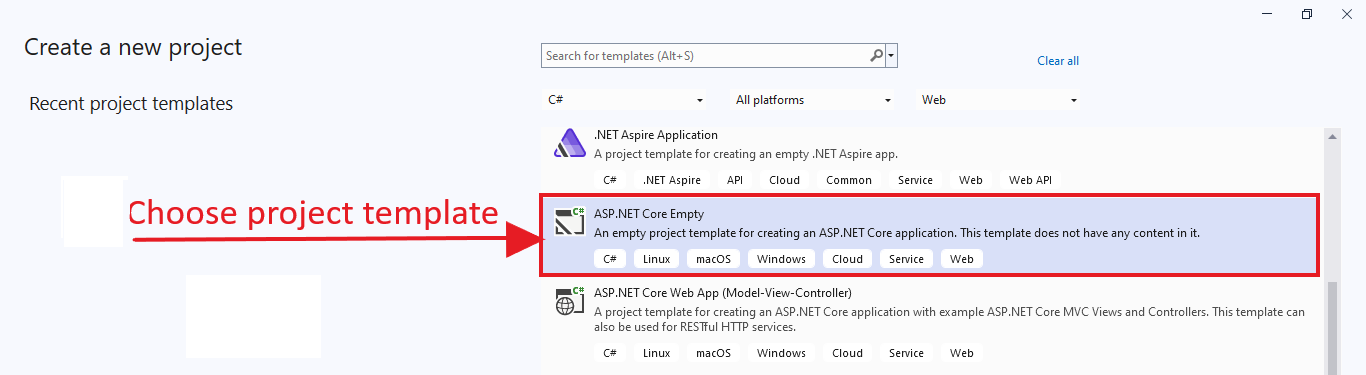 Create a new project
Search for templates (Alt+S)
Clear all
Recent project templates
C# All platforms Web
.NET Aspire Application
A project template for creating an empty .NET Aspire app.
C# .NET Aspire API Cloud Common Service Web Web API
Choose project template
ASP.NET Core Empty
An empty project template for creating an ASP.NET Core application. This template does not have any content in it.
C# Linux macOS Windows Cloud Service Web
ASP.NET Core Web App (Model-View-Controller)
A project template for creating an ASP.NET Core application with example ASP.NET Core MVC Views and Controllers. This template can
also be used for RESTful HTTP services.
C# Linux macOS Windows Cloud Service Web